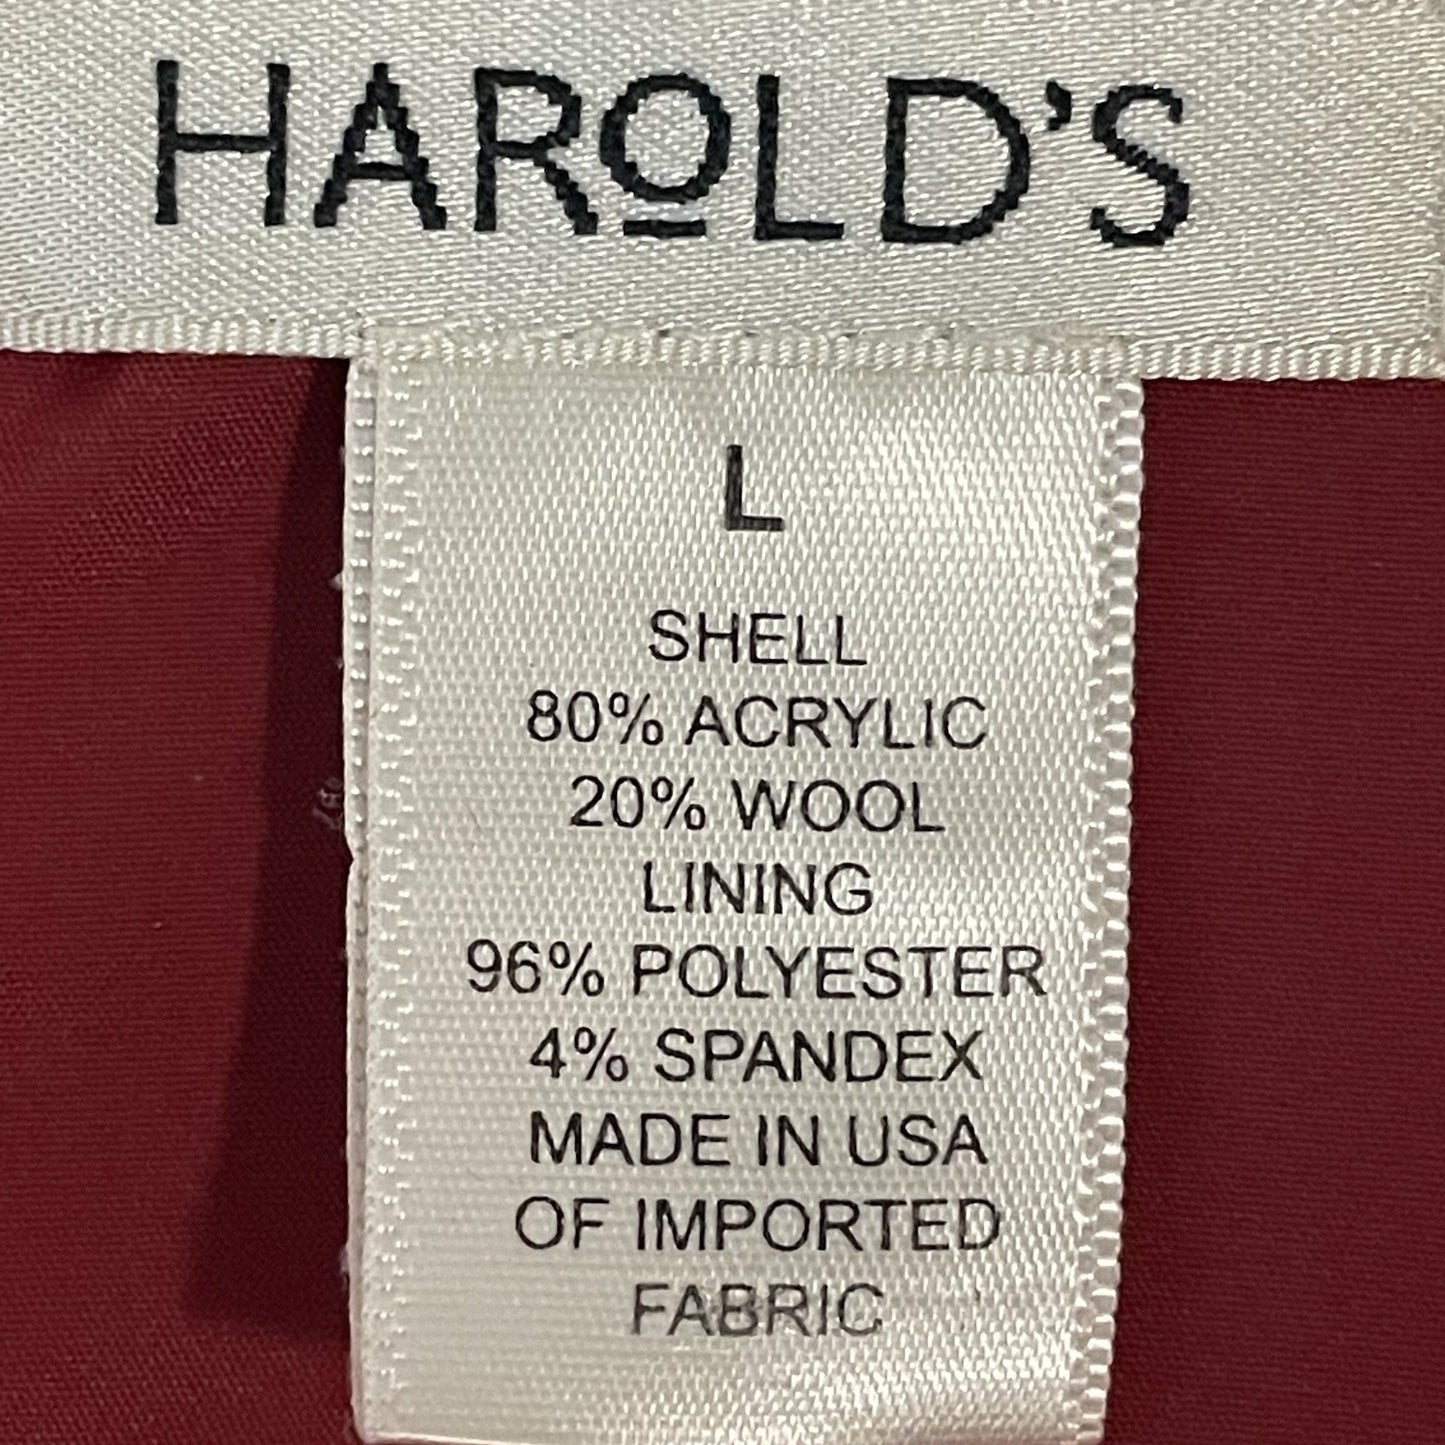 HAROLD'S
L
SHELL
80% ACRYLIC
20% WOOL
LINING
96% POLYESTER
4% SPANDEX
MADE IN USA
OF IMPORTED
FABRIC